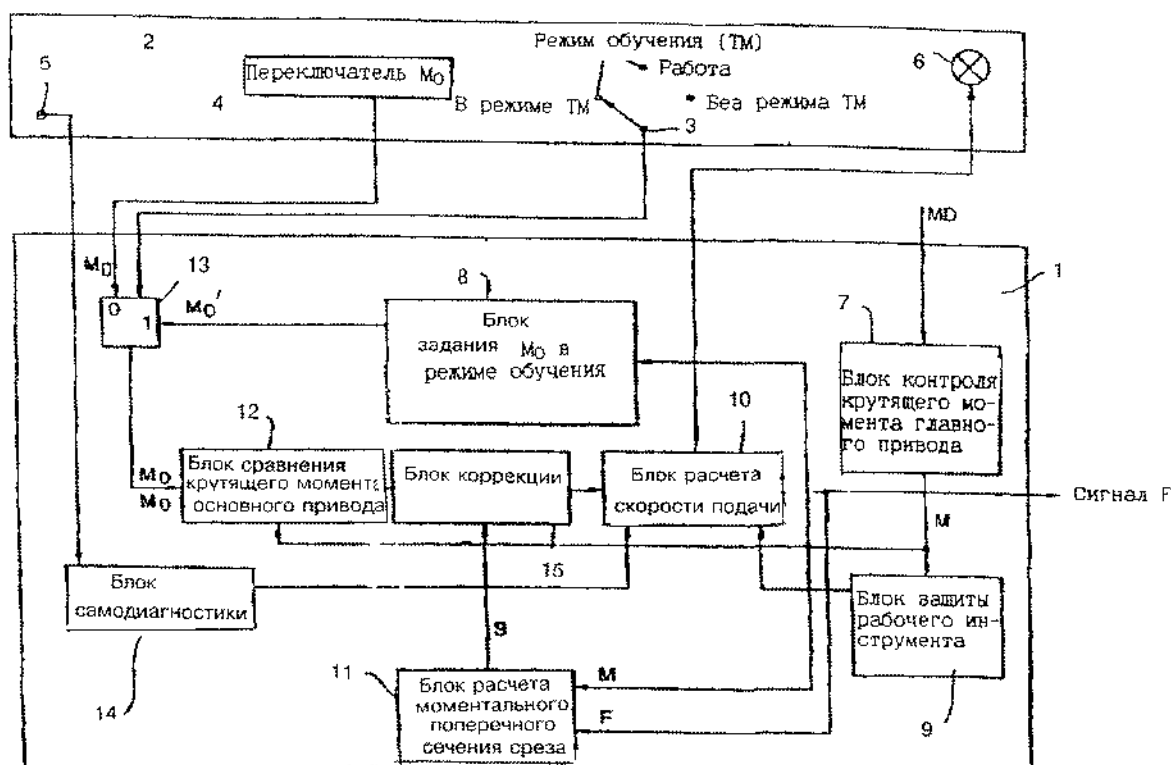 2
Режим обучения (ТМ)
5
6
Переключатель М0
Работа
4
В режиме ТМ
Беа режима ТМ
3
MD
M0
13
8
1
0
1
M0'
7
Блок
задания М0 в
режиме обучения
Блок контроля
крутящего мо-
мента главно-
го привода
12
10
Блок сравнения
крутящего момента
основного привода
Блок коррекции
Блок расчета
скорости подачи
M0
M0
Сигнал F
M
15
Блок
самодиагностики
Блок защиты
рабочего ин-
струмента
S
14
11
Блок расчета
моментального
поперечного
сечения среза
M
F
9